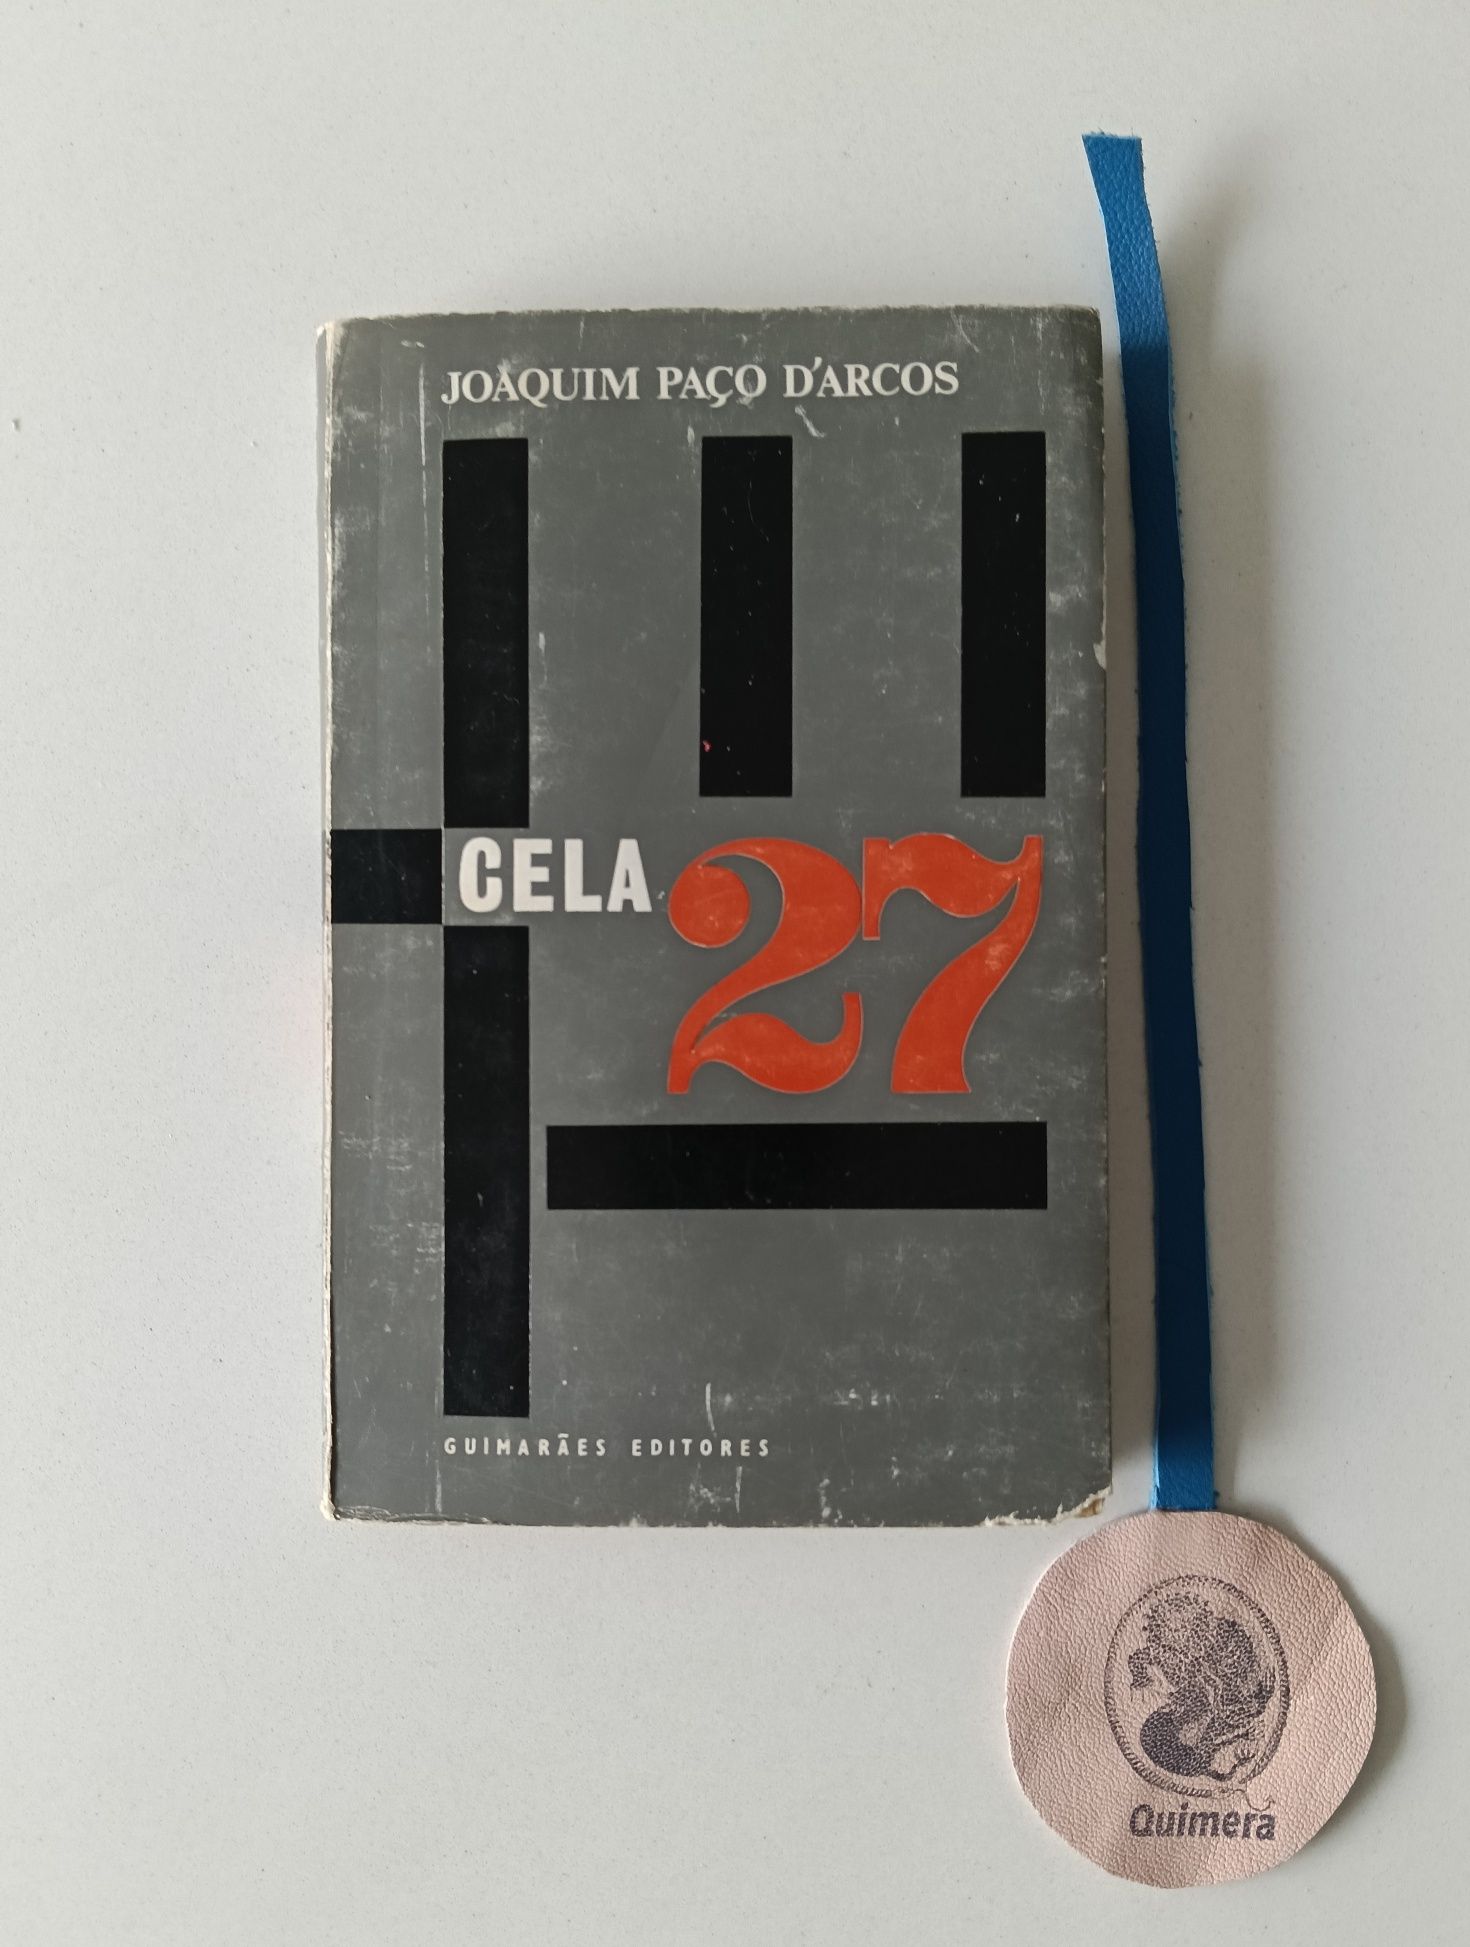 JOAQUIM PAÇO D'ARCOS
CELA 27
GUIMARÃES EDITORES
Quimera